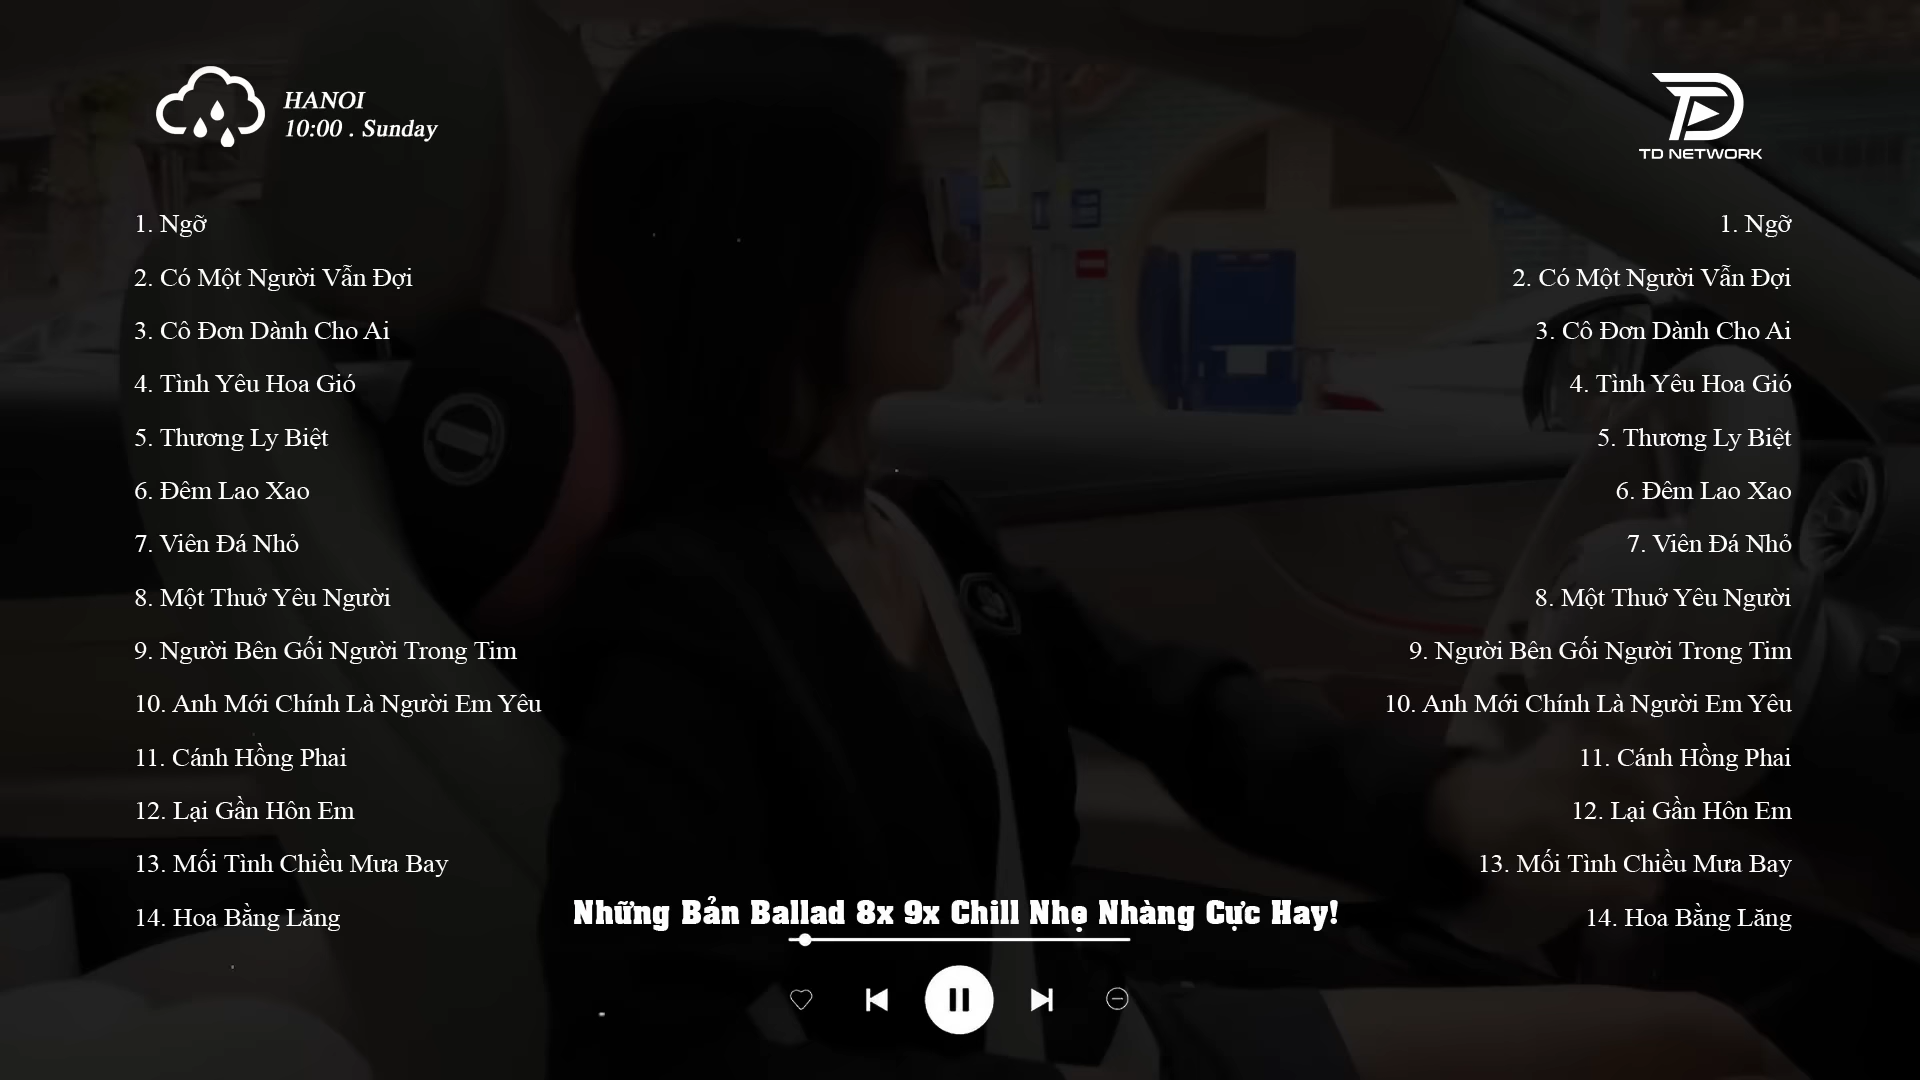 HANOI
10:00 . Sunday
TD NETWORK
1. Ngỡ
2. Có Một Người Vẫn Đợi
3. Cô Đơn Dành Cho Ai
4. Tình Yêu Hoa Gió
5. Thương Ly Biệt
6. Đêm Lao Xao
7. Viên Đá Nhỏ
8. Một Thuở Yêu Người
9. Người Bên Gối Người Trong Tim
10. Anh Mới Chính Là Người Em Yêu
11. Cánh Hồng Phai
12. Lại Gần Hôn Em
13. Mối Tình Chiều Mưa Bay
14. Hoa Bằng Lăng
1. Ngỡ
2. Có Một Người Vẫn Đợi
3. Cô Đơn Dành Cho Ai
4. Tình Yêu Hoa Gió
5. Thương Ly Biệt
6. Đêm Lao Xao
7. Viên Đá Nhỏ
8. Một Thuở Yêu Người
9. Người Bên Gối Người Trong Tim
10. Anh Mới Chính Là Người Em Yêu
11. Cánh Hồng Phai
12. Lại Gần Hôn Em
13. Mối Tình Chiều Mưa Bay
14. Hoa Bằng Lăng
Những Bản Ballad 8x 9x Chill Nhẹ Nhàng Cực Hay!